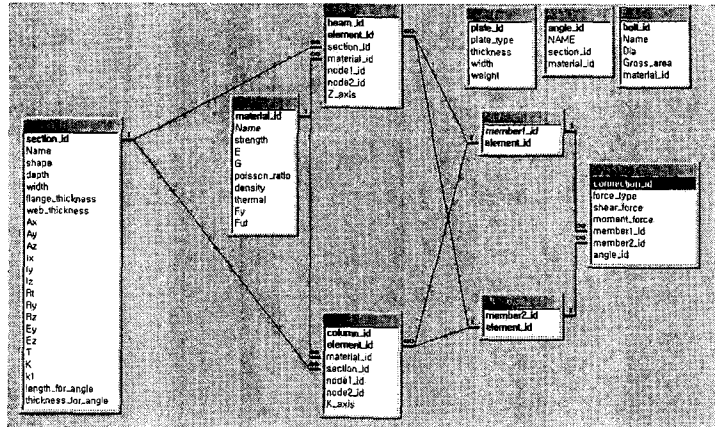 section_id
Name
shape
depth
width
flange_thickness
web_thickness
Ax
Ay
Az
Ix
Iy
Iz
Rt
Ry
Rz
Ey
Ez
T
K
k1
length_for_angle
thickness_for_angle
material_id
Name
strength
E
G
poisson_ratio
density
thermal
Fy
Fut
beam_id
element_id
section_id
material_id
node1_id
node2_id
Z_axis
column_id
element_id
material_id
section_id
node1_id
node2_id
K_axis
plate_id
plate_type
thickness
width
weight
angle_id
NAME
section_id
material_id
bolt_id
Name
Dia
Gross_area
material_id
member1_id
element_id
member2_id
element_id
connection_id
force_type
shear_force
moment_force
member1_id
member2_id
angle_id